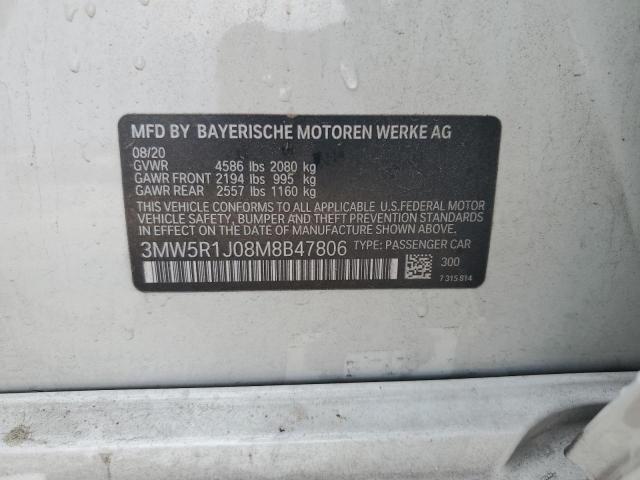 MFD BY BAYERISCHE MOTOREN WERKE AG
08/20
GVWR 4586 lbs 2080 kg
GAWR FRONT 2194 lbs 995 kg
GAWR REAR 2557 lbs 1160 kg
THIS VEHICLE CONFORMS TO ALL APPLICABLE U.S.FEDERAL MOTOR
VEHICLE SAFETY, BUMPER AND THEFT PREVENTION STANDARDS IN
EFFECT ON THE DATE OF MANUFACTURE SHOWN ABOVE.
3MW5R1J08M8B47806 TYPE: PASSENGER CAR
300
7 315 814